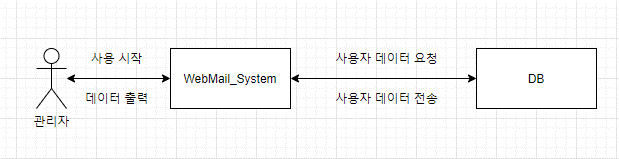 사용 시작
사용자 데이터 요청
WebMail_System
DB
데이터 출력
사용자 데이터 전송
관리자